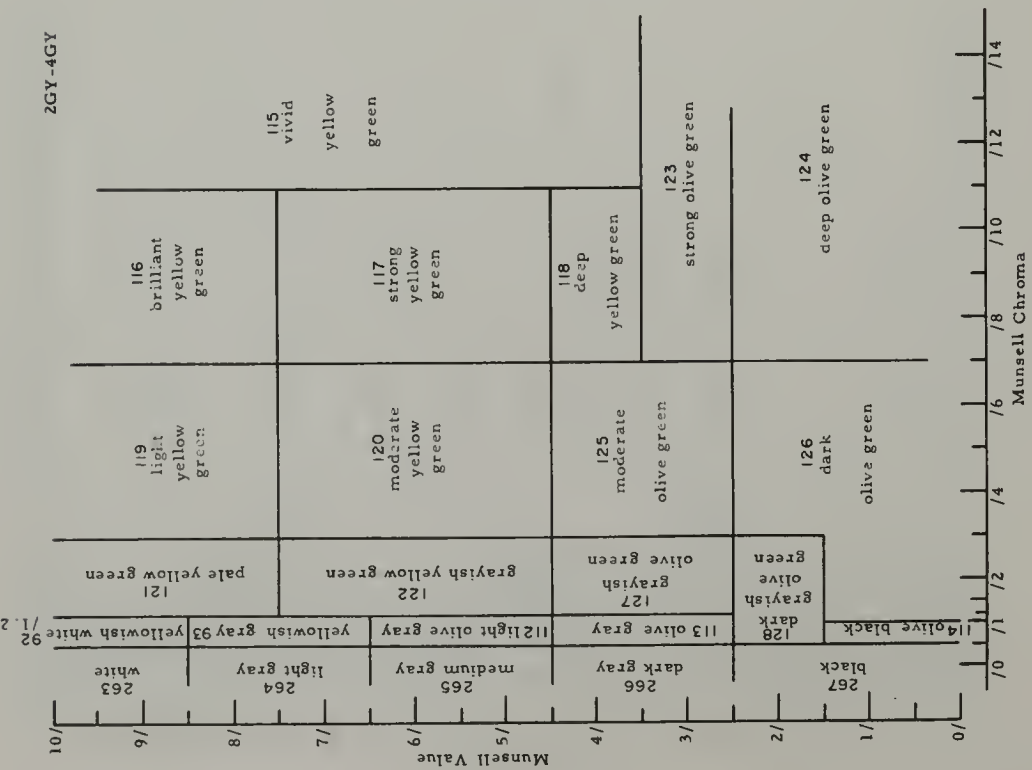 2GY-4GY
115
vivid
yellow
green
116
brilliant
yellow
green
117
strong
yellow
green
118
deep
yellow green
123
strong olive green
124
deep olive green
119
light
yellow
green
120
moderate
yellow
green
125
moderate
olive green
126
dark
olive green
121
pale yellow green
122
grayish yellow green
127
grayish
olive green
128
dark
grayish
olive
green
92
yellowish white
/1.2
yellowish gray 93
112 light olive gray
113 olive gray
114 olive black
263
white
264
light gray
265
medium gray
266
dark gray
267
black
10/
9/
8/
7/
6/
5/
4/
3/
2/
1/
0/
Munsell Value
/0
/1
/2
/4
/6
/8
/10
/12
/14
Munsell Chroma